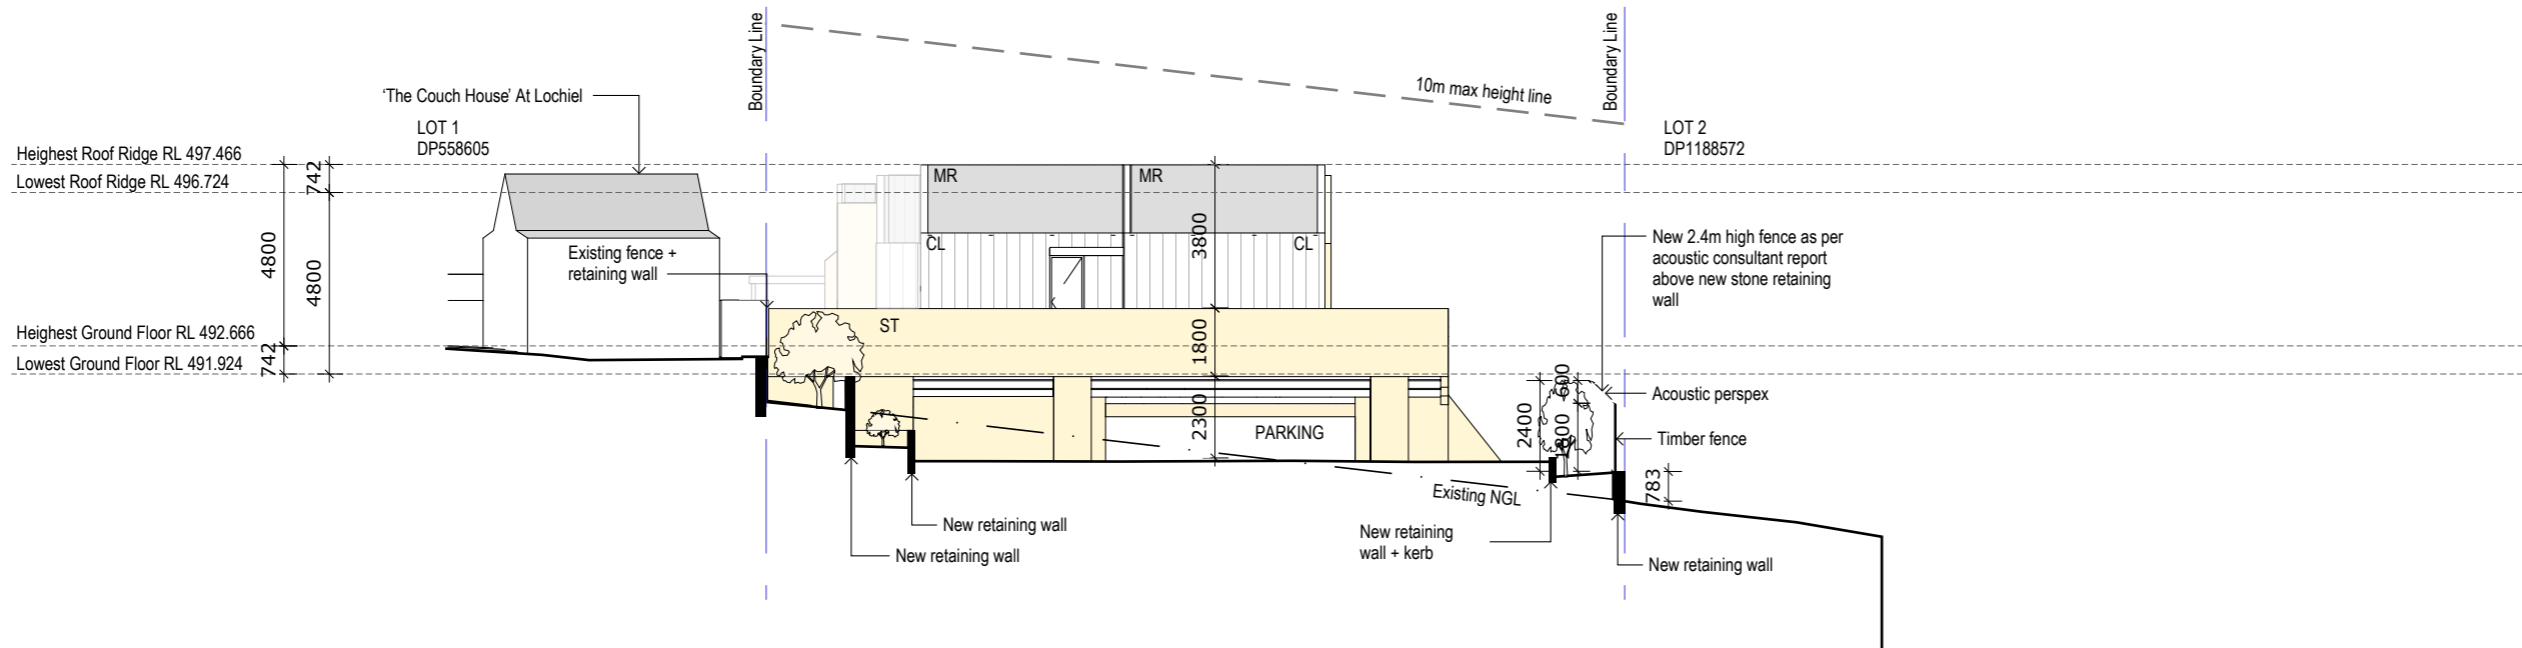 Boundary Line
Boundary Line
10m max height line
'The Couch House' At Lochiel
LOT 1
DP558605
LOT 2
DP1188572
Heighest Roof Ridge RL 497.466
Lowest Roof Ridge RL 496.724
742
MR
MR
3800
CL
CL
4800
4800
Existing fence +
retaining wall
New 2.4m high fence as per
acoustic consultant report
above new stone retaining
wall
Heighest Ground Floor RL 492.666
Lowest Ground Floor RL 491.924
742
ST
1800
2300
PARKING
600
2400
1800
Acoustic perspex
Timber fence
783
Existing NGL
New retaining wall
New retaining wall
New retaining
wall + kerb
New retaining wall